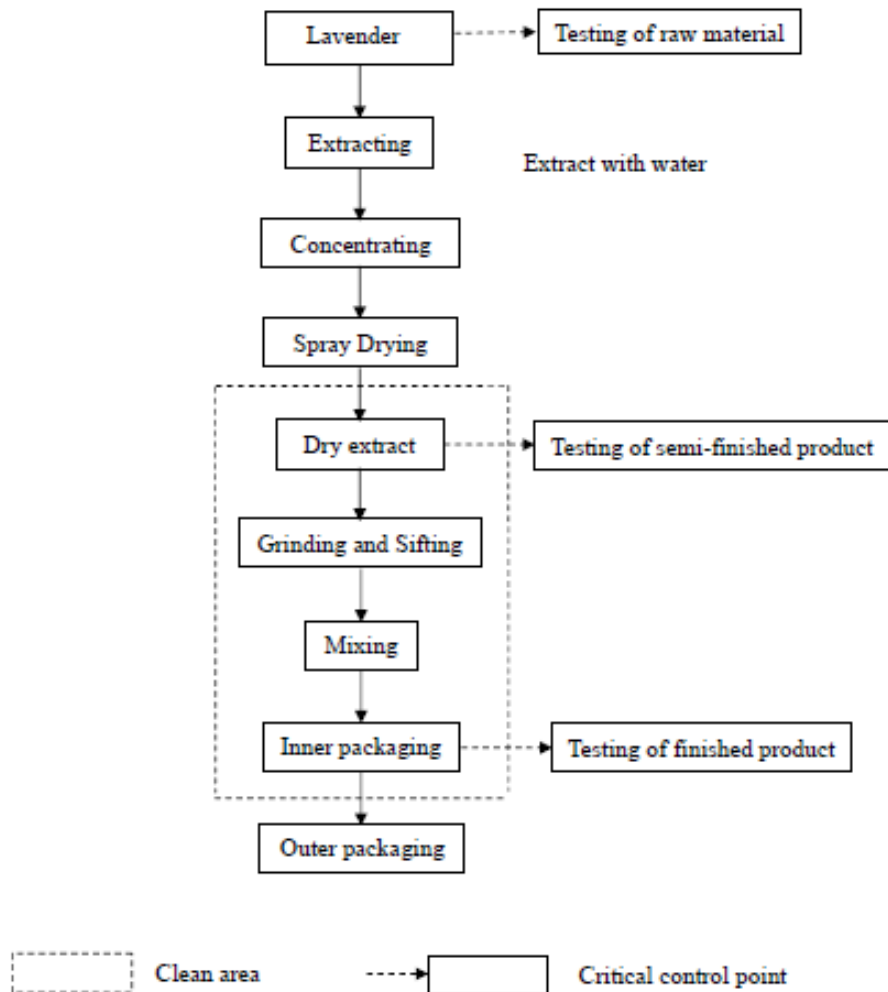 Lavender
Testing of raw material
Extracting
Extract with water
Concentrating
Spray Drying
Dry extract
Testing of semi-finished product
Grinding and Sifting
Mixing
Inner packaging
Testing of finished product
Outer packaging
Clean area
Critical control point